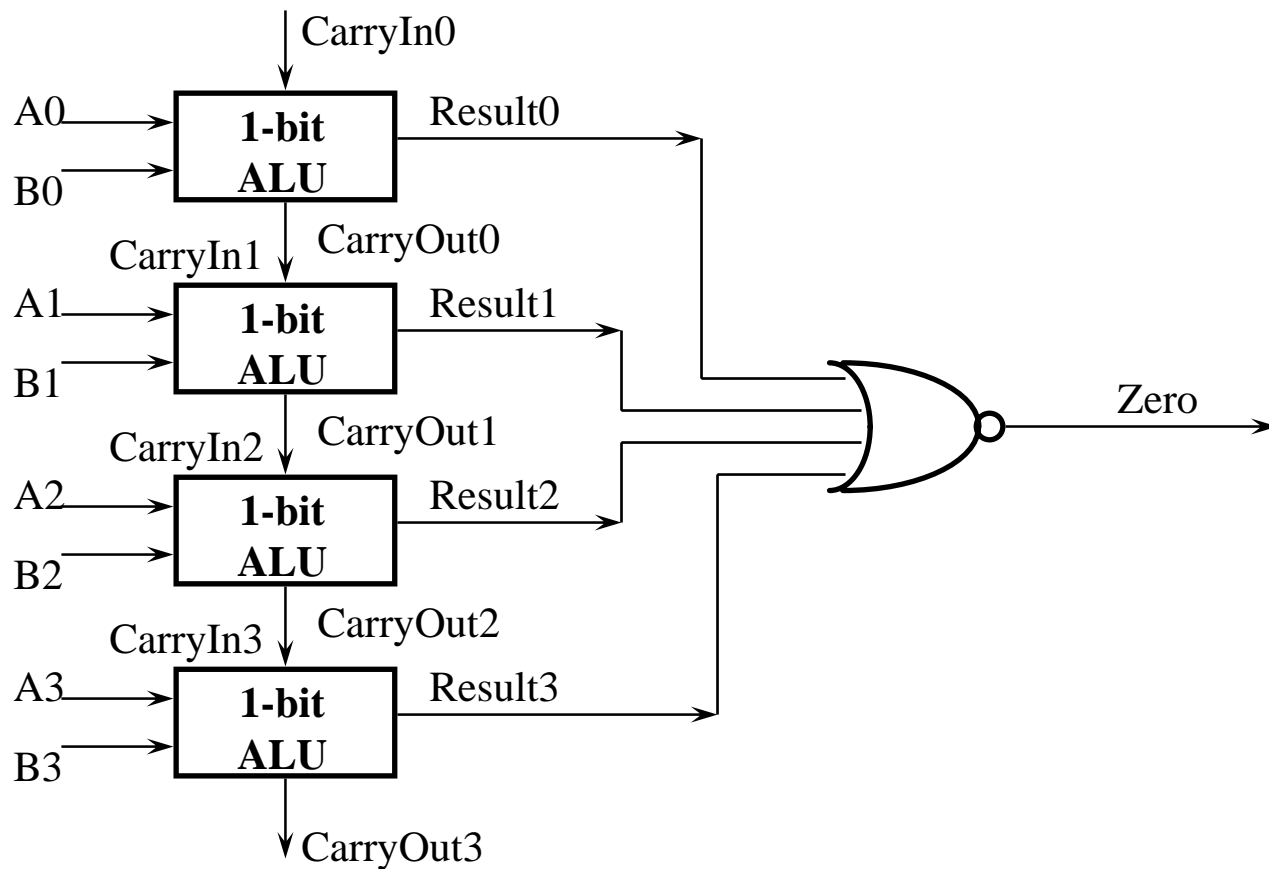 CarryIn0
A0
1-bit
ALU
Result0
B0
CarryOut0
CarryIn1
A1
1-bit
ALU
Result1
B1
Zero
CarryOut1
CarryIn2
A2
1-bit
ALU
Result2
B2
CarryOut2
CarryIn3
A3
1-bit
ALU
Result3
B3
CarryOut3